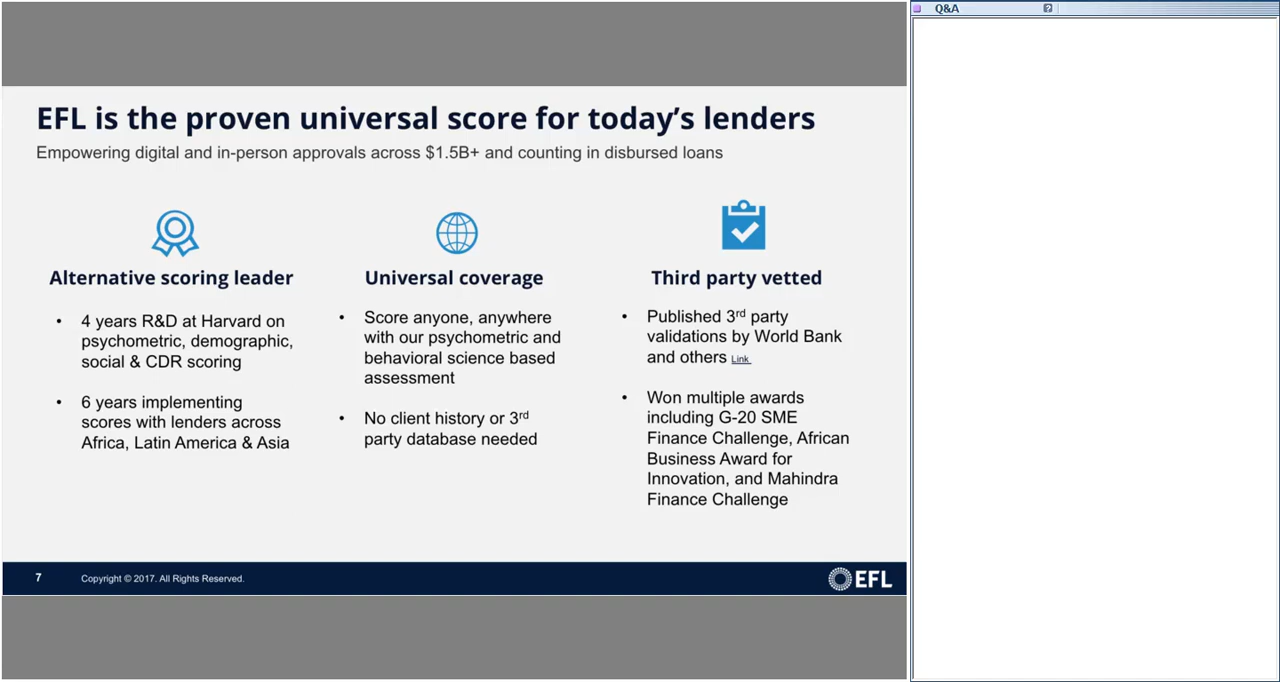 Q&A
EFL is the proven universal score for today's lenders
Empowering digital and in-person approvals across $1.5B+ and counting in disbursed loans
Alternative scoring leader
• 4 years R&D at Harvard on
psychometric, demographic,
social & CDR scoring
• 6 years implementing
scores with lenders across
Africa, Latin America & Asia
Universal coverage
• Score anyone, anywhere
with our psychometric and
behavioral science based
assessment
• No client history or 3rd
party database needed
Third party vetted
• Published 3rd party
validations by World Bank
and others Link
• Won multiple awards
including G-20 SME
Finance Challenge, African
Business Award for
Innovation, and Mahindra
Finance Challenge
7
Copyright © 2017. All Rights Reserved.
EFL